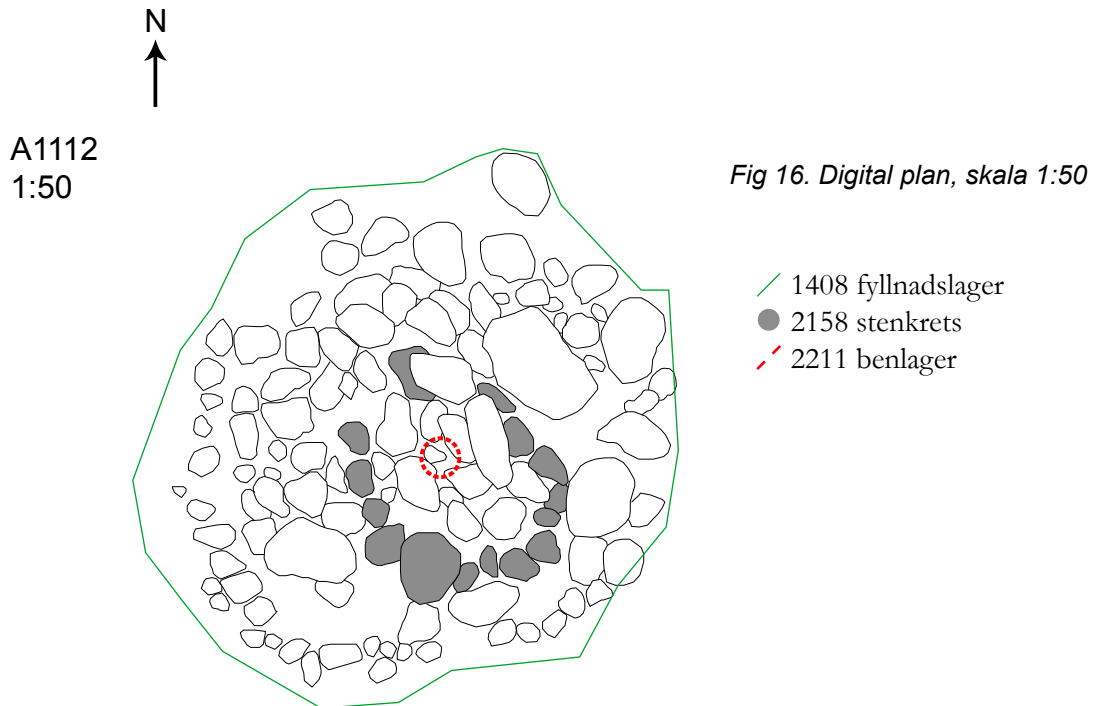 N
A1112
1:50
Fig 16. Digital plan, skala 1:50
1408 fyllnadslager
2158 stenkrets
2211 benlager